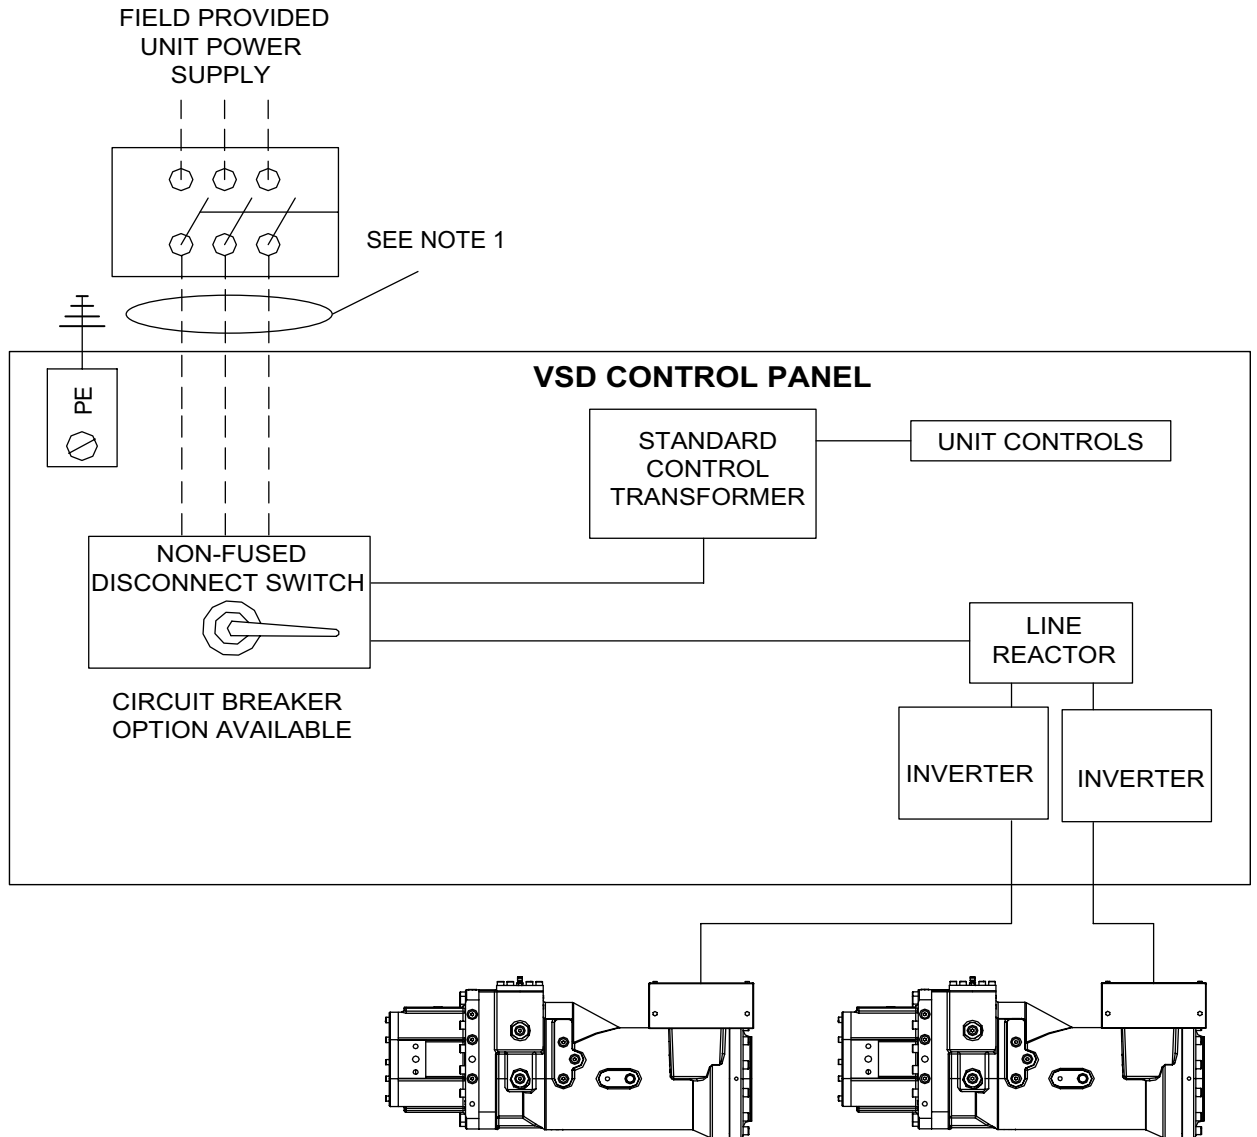 FIELD PROVIDED
UNIT POWER
SUPPLY
SEE NOTE 1
PE
VSD CONTROL PANEL
STANDARD
CONTROL
TRANSFORMER
UNIT CONTROLS
NON-FUSED
DISCONNECT SWITCH
LINE
REACTOR
CIRCUIT BREAKER
OPTION AVAILABLE
INVERTER
INVERTER